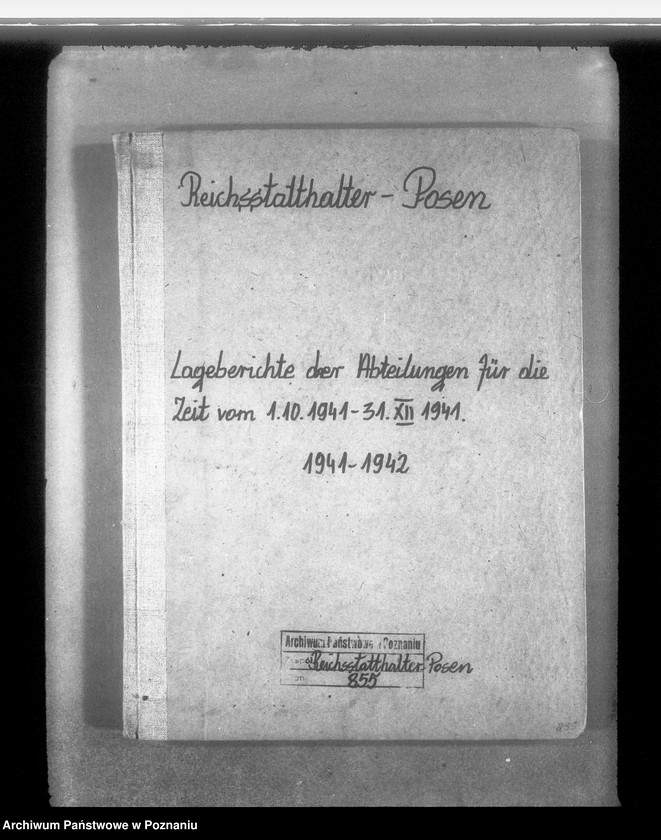 Reichsstatthalter - Posen
Lageberichte der Abteilungen für die
Zeit vom 1.10.1941-31.XII 1941.
1941-1942
Archiwum Państwowe w Poznaniu
Reichsstatthalter Posen
855
855
Archiwum Państwowe w Poznaniu